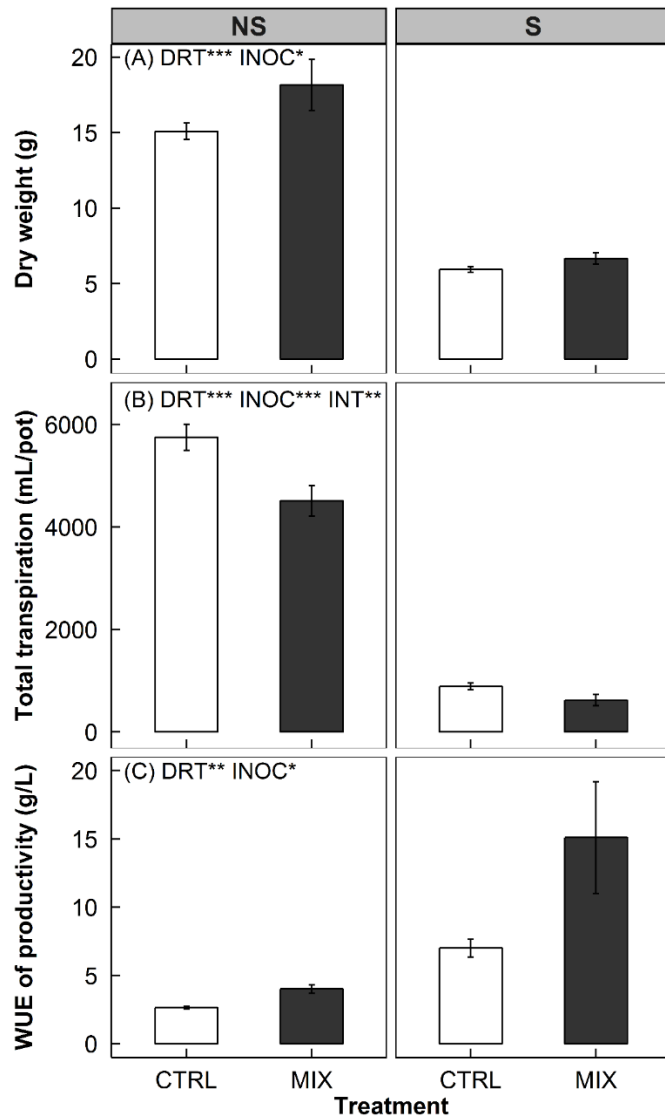 NS S
(A) DRT*** INOC*
Dry weight (g)
20
15
10
5
0
(B) DRT*** INOC*** INT**
Total transpiration (mL/pot)
6000
4000
2000
0
(C) DRT** INOC*
WUE of productivity (g/L)
20
15
10
5
0
CTRL MIX CTRL MIX
Treatment